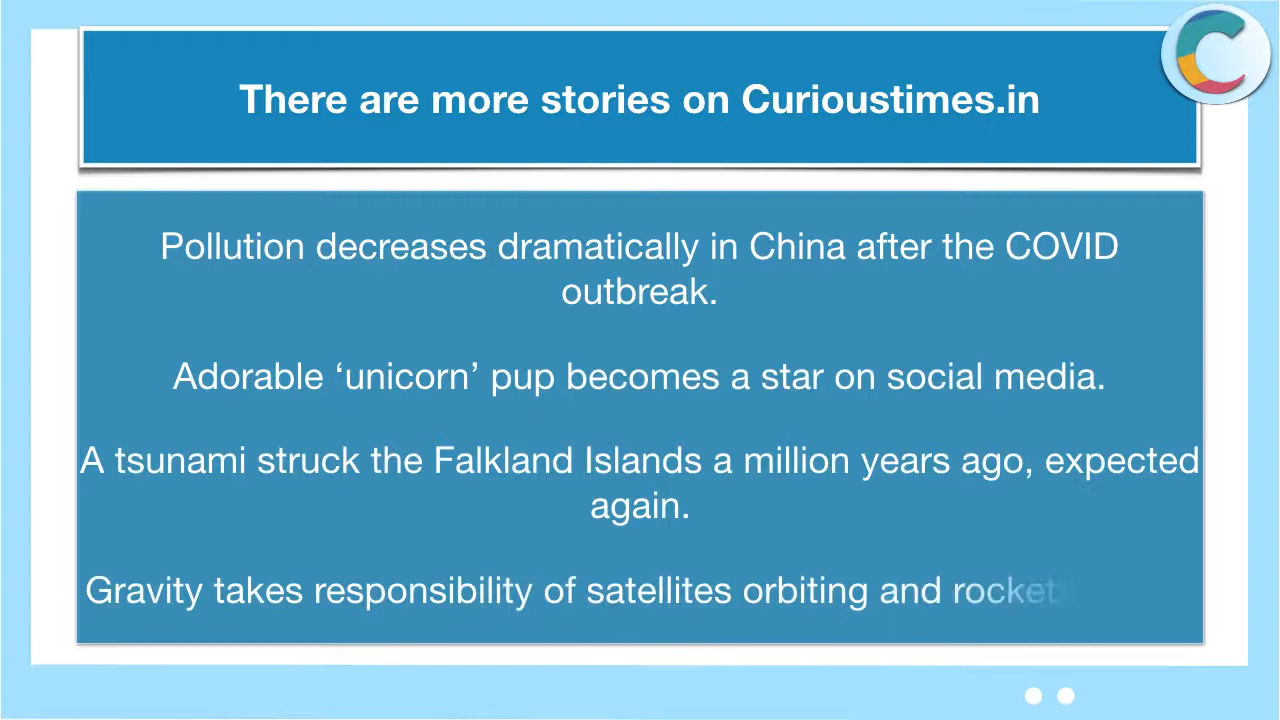 There are more stories on Curioustimes.in
Pollution decreases dramatically in China after the COVID
outbreak.
Adorable ‘unicorn’ pup becomes a star on social media.
A tsunami struck the Falkland Islands a million years ago, expected
again.
Gravity takes responsibility of satellites orbiting and rocket